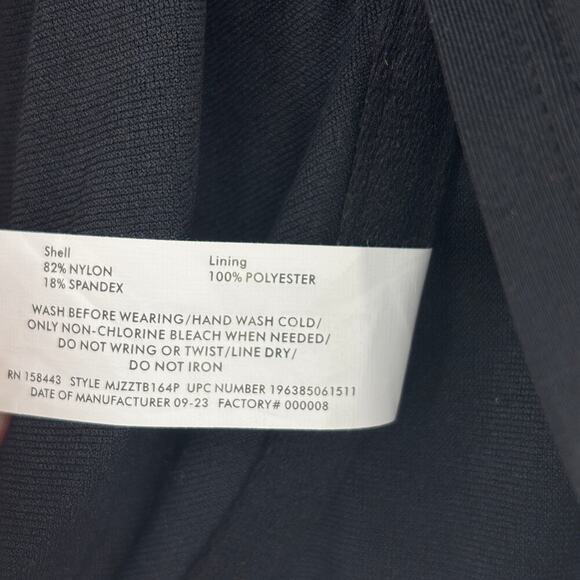 Shell
82% NYLON
18% SPANDEX
Lining
100% POLYESTER
WASH BEFORE WEARING/HAND WASH COLD/
ONLY NON-CHLORINE BLEACH WHEN NEEDED/
DO NOT WRING OR TWIST/LINE DRY/
DO NOT IRON
RN 158443 STYLE MJZZTB164P UPC NUMBER 196385061511
DATE OF MANUFACTURER 09-23 FACTORY# 000008